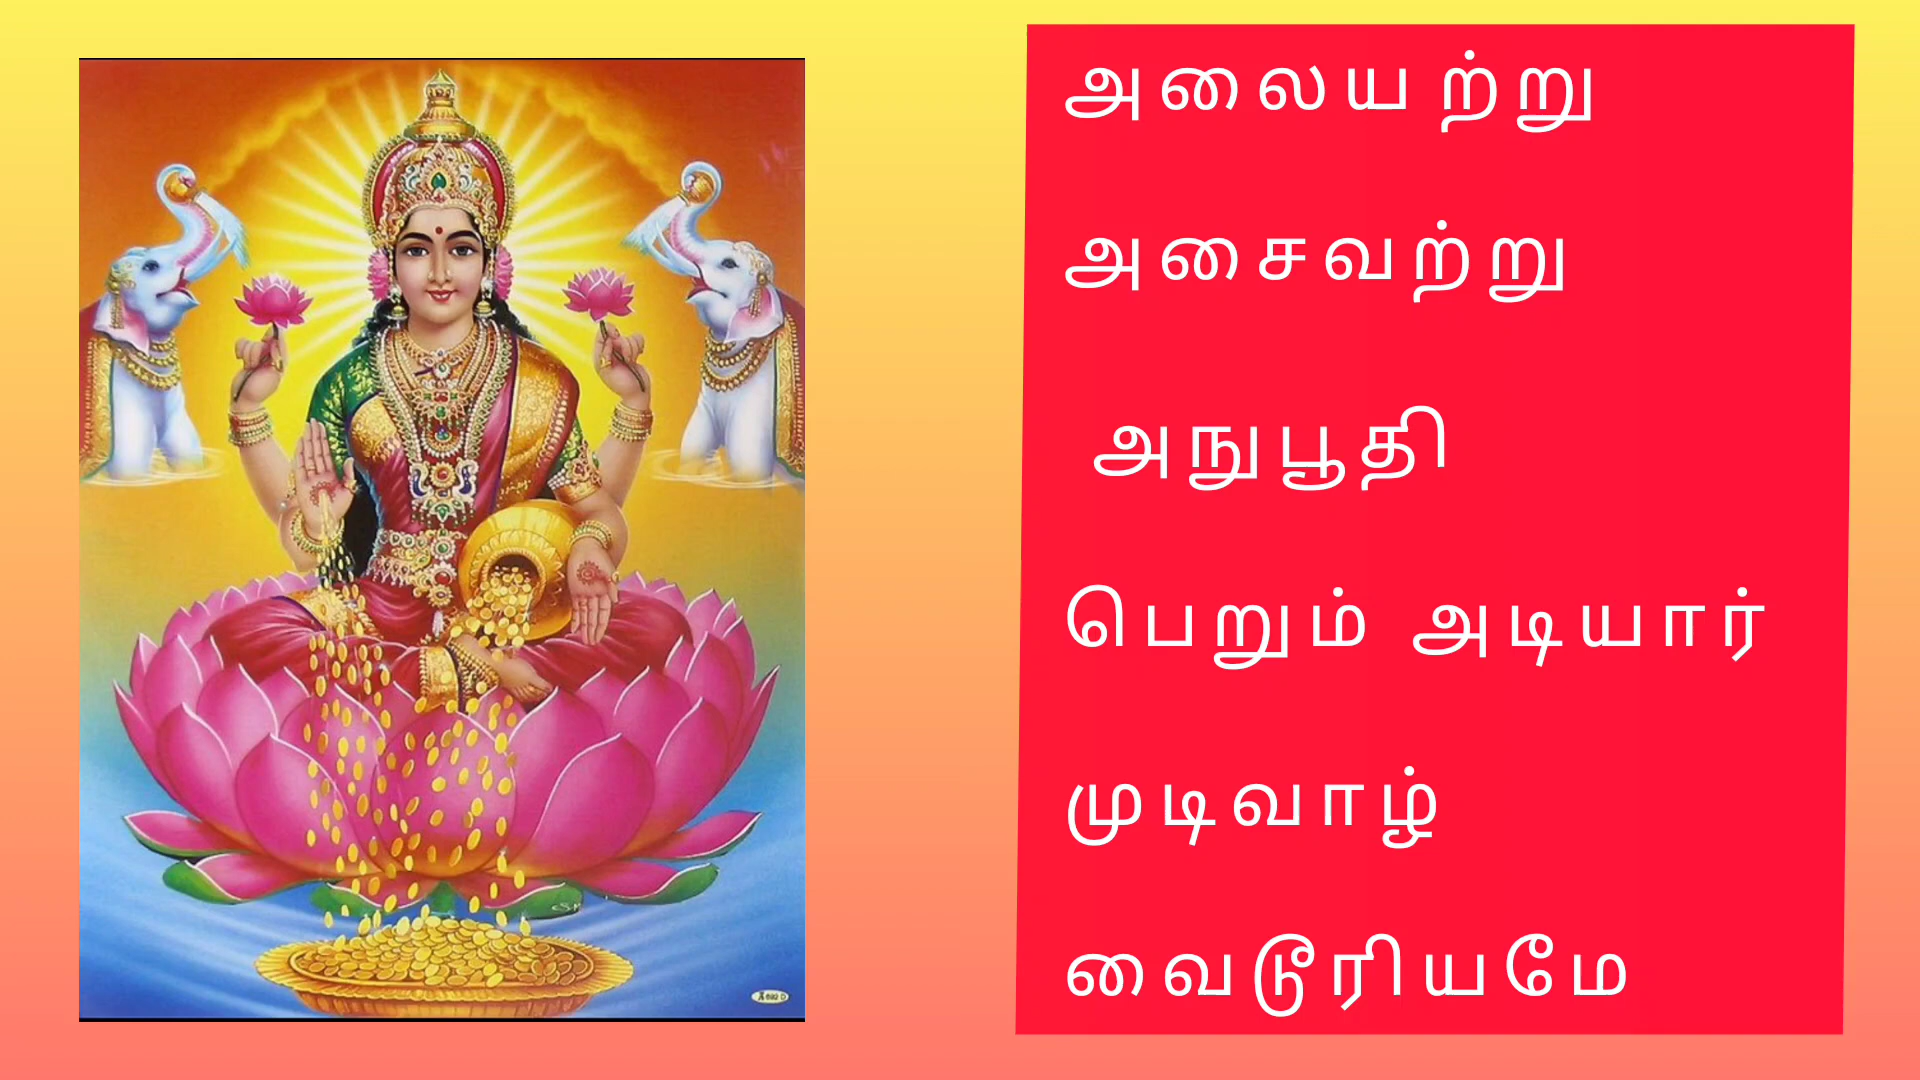 அலையற்று
அசைவற்று
அநுபூதி
பெறும் அடியார்
முடிவாழ்
வைடூரியமே